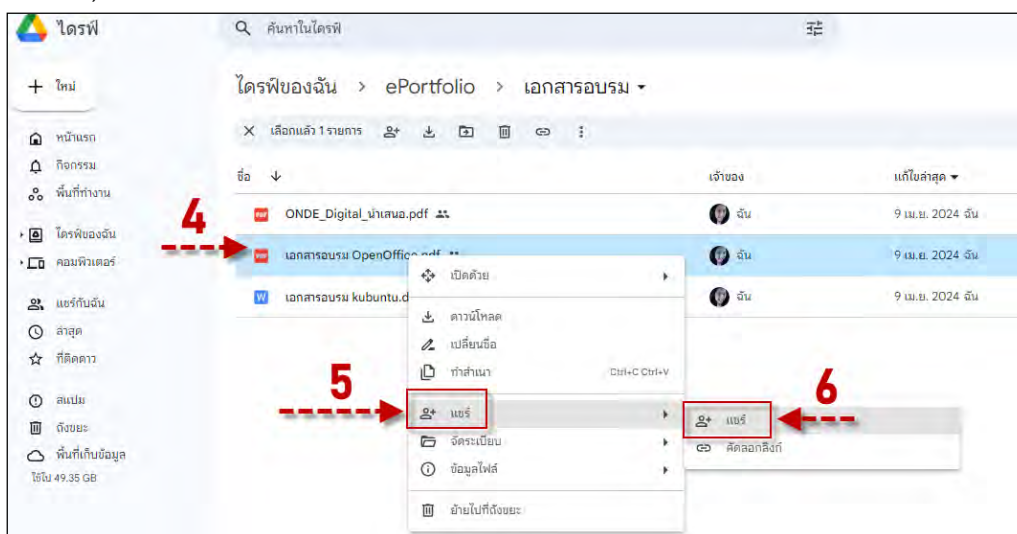 ไดรฟ์
ค้นหาในไดรฟ์
ใหม่
ไดรฟ์ของฉัน > ePortfolio > เอกสารอบรม
หน้าแรก
เลือกแล้ว 1 รายการ
กิจกรรม
พื้นที่ทำงาน
ชื่อ เจ้าของ แก้ไขล่าสุด
4
ONDE_Digital_นำเสนอ.pdf ฉัน 9 เม.ย. 2024 ฉัน
ไดรฟ์ของฉัน
เอกสารอบรม OpenOffice.pdf ฉัน 9 เม.ย. 2024 ฉัน
คอมพิวเตอร์
เปิดด้วย
แชร์กับฉัน
เอกสารอบรม kubuntu.d ฉัน 9 เม.ย. 2024 ฉัน
ดาวน์โหลด
ล่าสุด
เปลี่ยนชื่อ
ที่ติดดาว
ทำสำเนา Ctrl+C Ctrl+V
5
6
สแปม
แชร์
แชร์
ถังขยะ
จัดระเบียบ
คัดลอกลิงก์
พื้นที่เก็บข้อมูล
ข้อมูลไฟล์
ใช้ไป 49.35 GB
ย้ายไปที่ถังขยะ